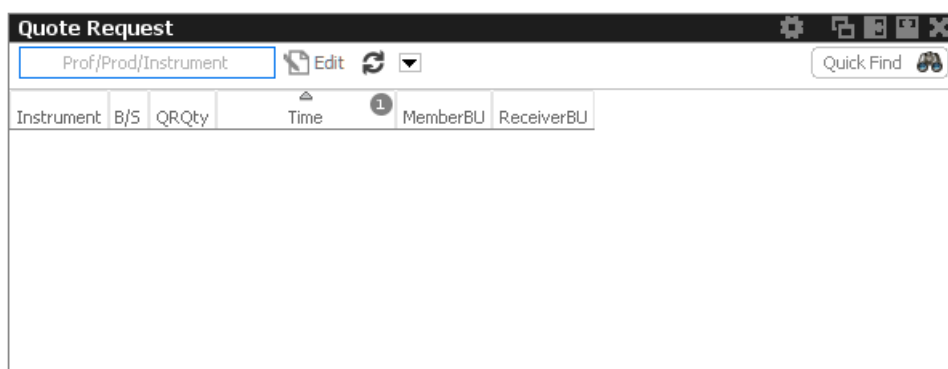 Quote Request
Prof/Prod/Instrument Edit Quick Find
Instrument B/S QRQty Time 1 MemberBU ReceiverBU